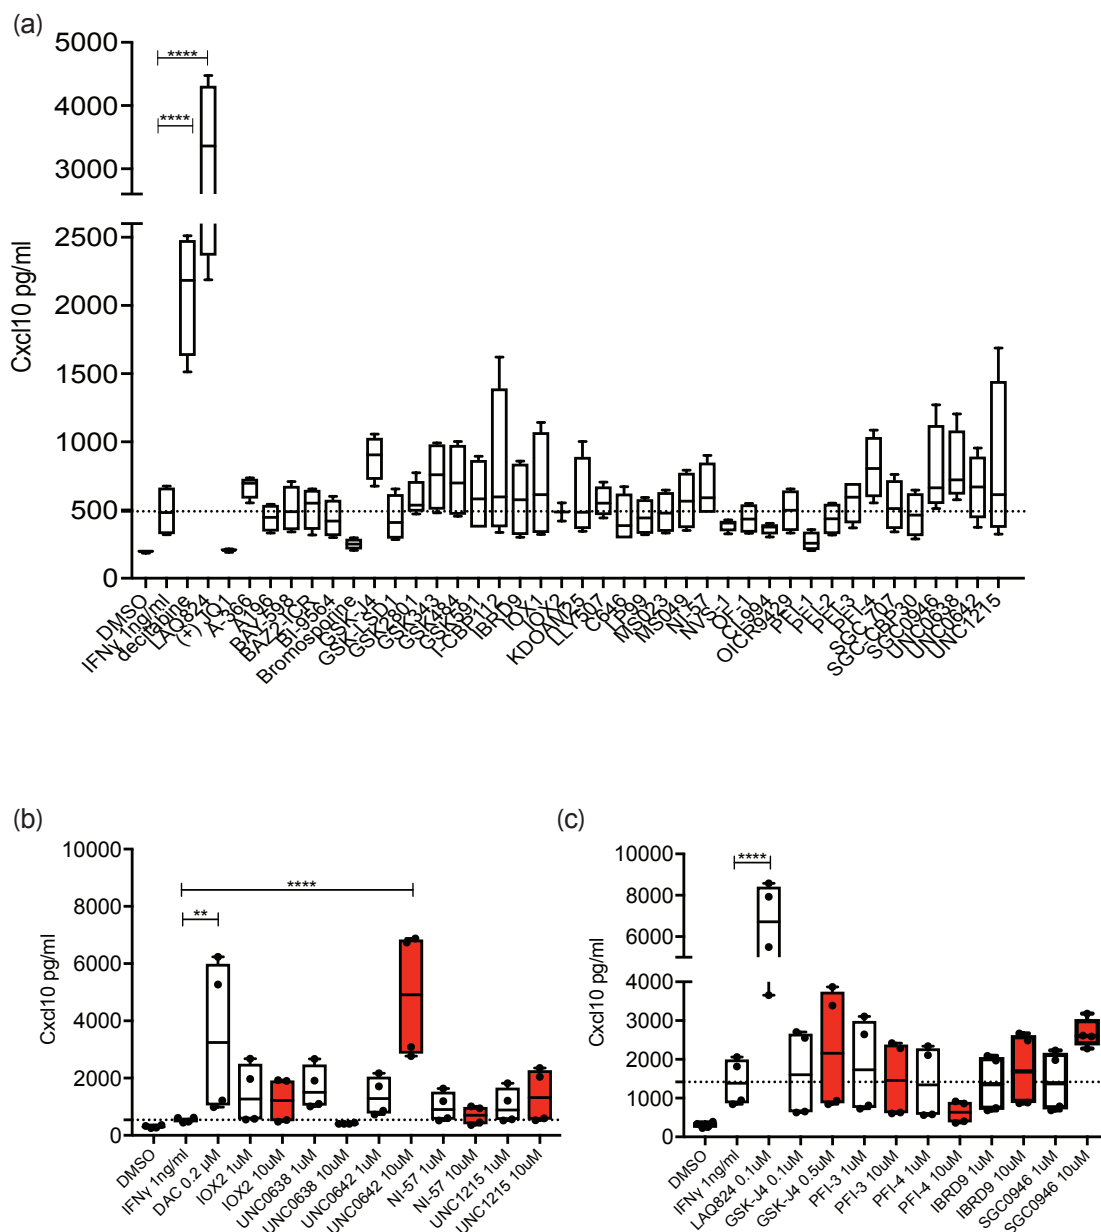 (a)
5000
4000
3000
2500
2000
1500
1000
500
0
Cxcl10 pg/ml
****
****
DMSO
IFNγ 1ng/ml
decitabine
LAQ824
(+) JQ1
A-366
A-196
BAY-598
BAZ2-ICR
BI-9564
Bromosporine
GSK-J4
GSK-LSD1
GSK2801
GSK343
GSK484
GSK591
I-CBP112
IBRD9
IOX1
IOX2
KDOAM25
LLY507
C646
LP99
MS023
MS049
NI-57
NVS-1
OF-1
CL994
OICR9429
PFI-1
PFI-2
PFI-3
PFI-4
SGC-707
SGC-CBP30
SGC0946
UNC0638
UNC0642
UNC1215
(b)
10000
8000
6000
4000
2000
0
Cxcl10 pg/ml
****
**
DMSO
IFNγ 1ng/ml
DAC 0.2 µM
IOX2 1uM
IOX2 10uM
UNC0638 1uM
UNC0638 10uM
UNC0642 1uM
UNC0642 10uM
NI-57 1uM
NI-57 10uM
UNC1215 1uM
UNC1215 10uM
(c)
10000
8000
6000
4000
3000
2000
1000
0
Cxcl10 pg/ml
****
DMSO
IFNγ 1ng/ml
LAQ824 0.1uM
GSK-J4 0.1uM
GSK-J4 0.5uM
PFI-3 1uM
PFI-3 10uM
PFI-4 1uM
PFI-4 10uM
IBRD9 1uM
IBRD9 10uM
SGC0946 1uM
SGC0946 10uM